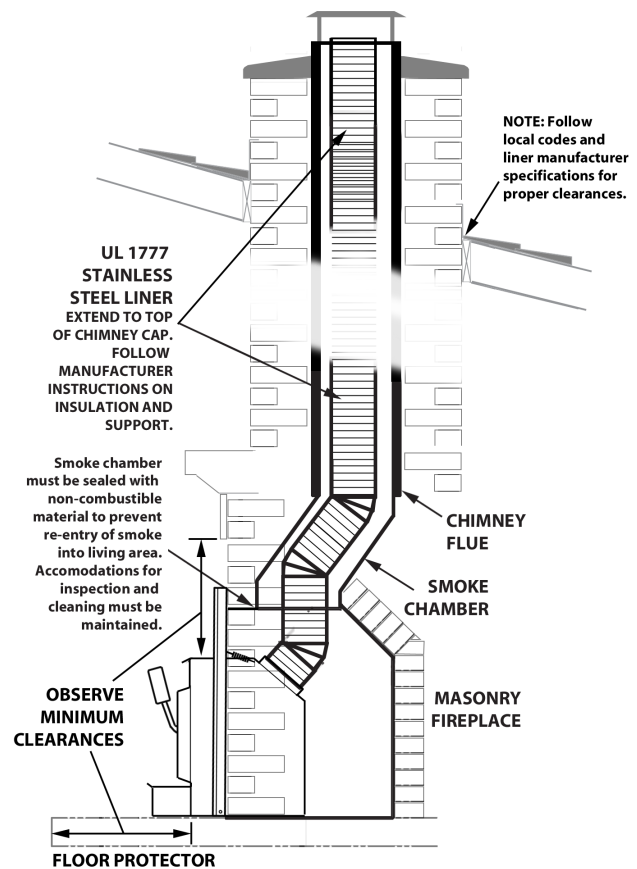 NOTE: Follow
local codes and
liner manufacturer
specifications for
proper clearances.
UL 1777
STAINLESS
STEEL LINER
EXTEND TO TOP
OF CHIMNEY CAP.
FOLLOW
MANUFACTURER
INSTRUCTIONS ON
INSULATION AND
SUPPORT.
Smoke chamber
must be sealed with
non-combustible
material to prevent
re-entry of smoke
into living area.
Accomodations for
inspection and
cleaning must be
maintained.
CHIMNEY
FLUE
SMOKE
CHAMBER
OBSERVE
MINIMUM
CLEARANCES
MASONRY
FIREPLACE
FLOOR PROTECTOR